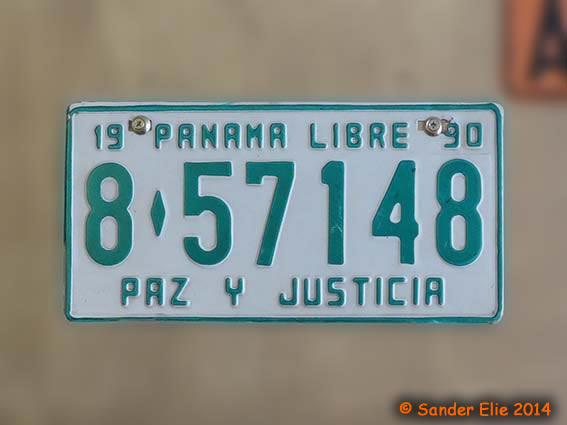 19 PANAMA LIBRE 90
8♦57148
PAZ Y JUSTICIA
© Sander Elie 2014